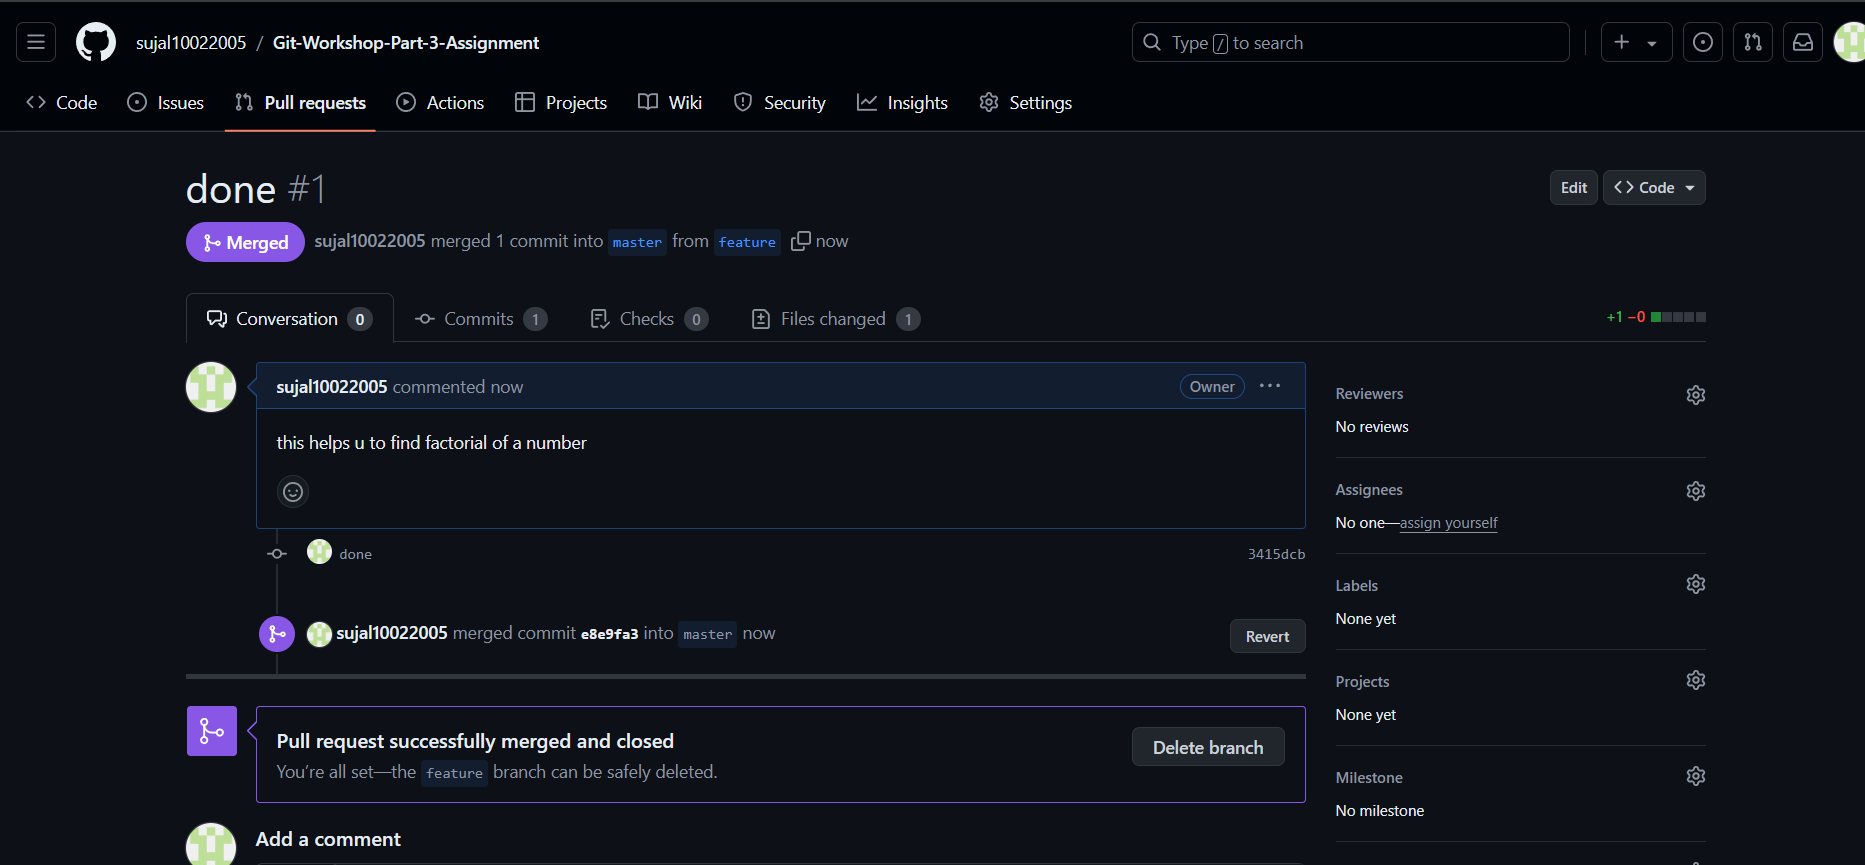 sujal10022005 / Git-Workshop-Part-3-Assignment
Type / to search
Code
Issues
Pull requests
Actions
Projects
Wiki
Security
Insights
Settings
done #1
Edit
Code
Merged
sujal10022005 merged 1 commit into master from feature now
Conversation 0
Commits 1
Checks 0
Files changed 1
+1 −0
sujal10022005 commented now
Owner
this helps u to find factorial of a number
done
3415dcb
sujal10022005 merged commit e8e9fa3 into master now
Revert
Pull request successfully merged and closed
You’re all set—the feature branch can be safely deleted.
Delete branch
Add a comment
Reviewers
No reviews
Assignees
No one—assign yourself
Labels
None yet
Projects
None yet
Milestone
No milestone